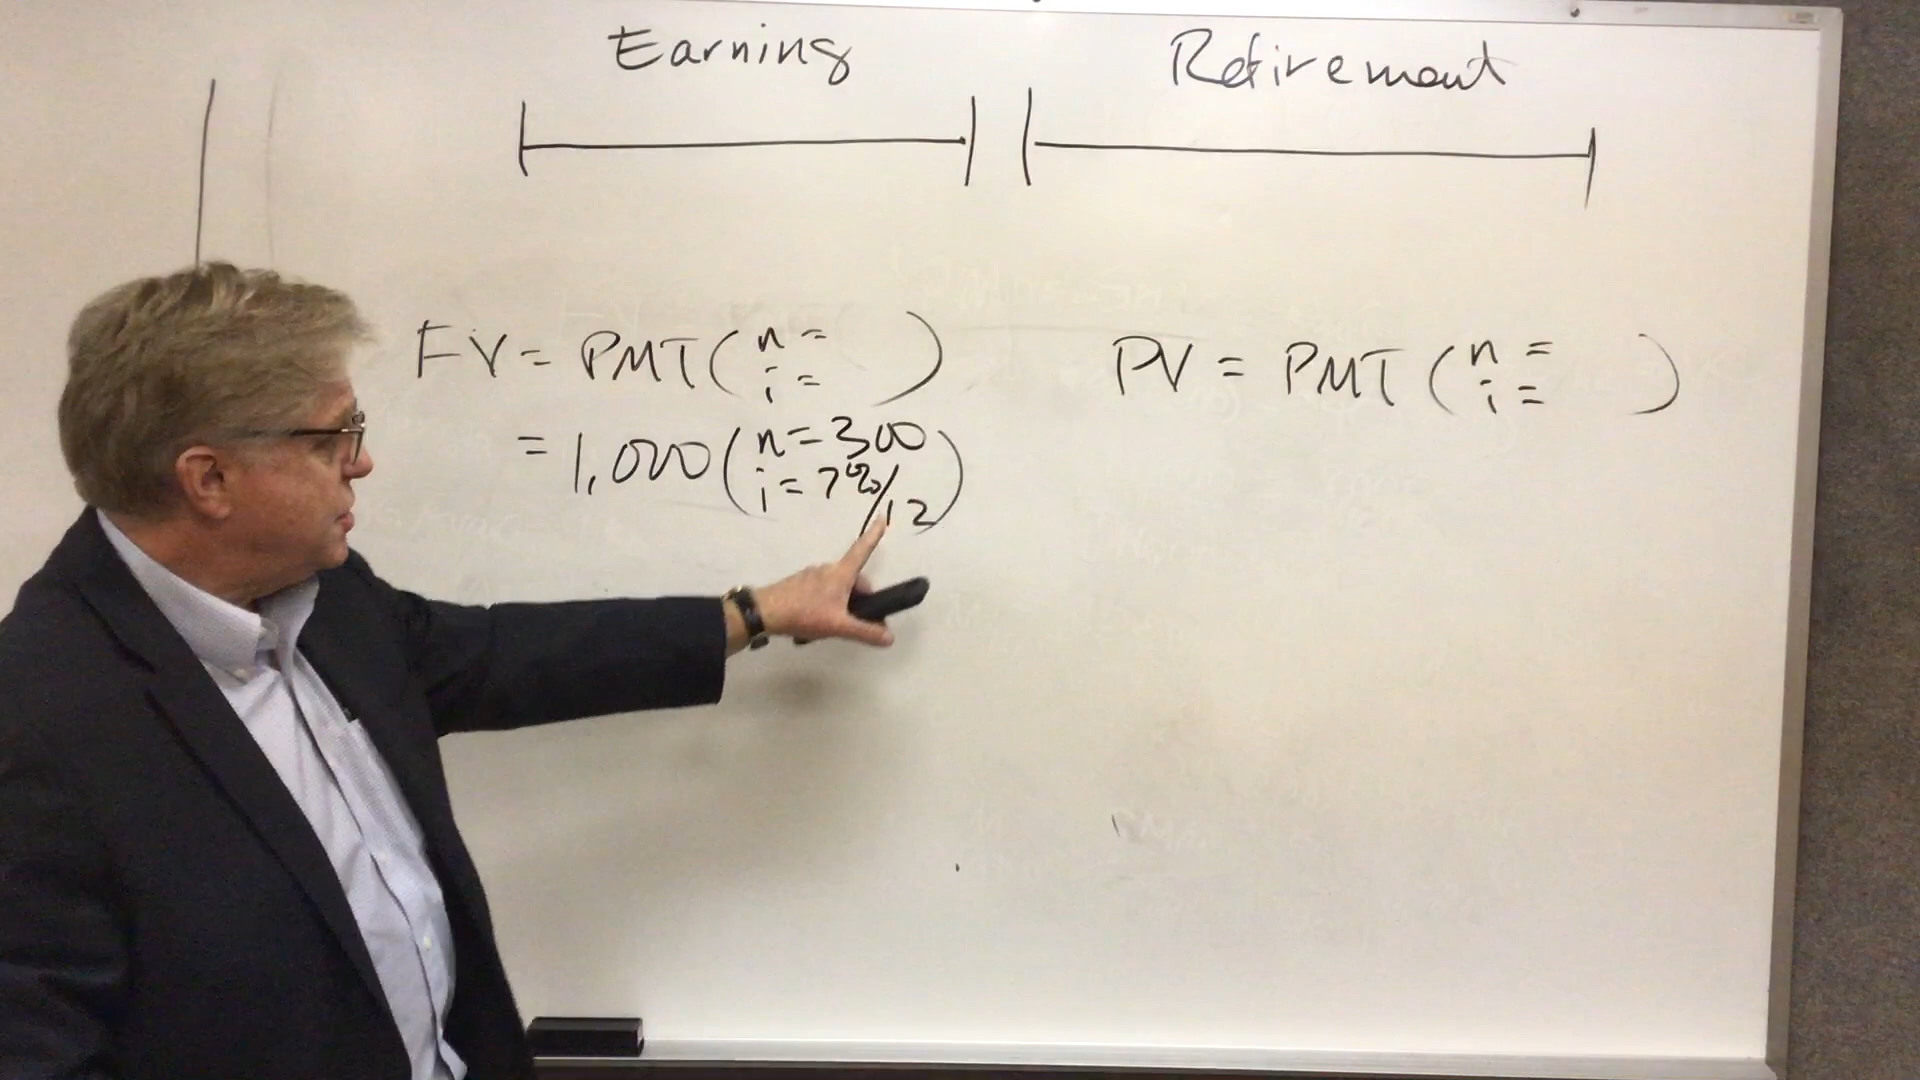 Earning
Retirement
FV = PMT ( n =
i = )
= 1,000 ( n = 300
i = 7%/12 )
PV = PMT ( n =
i = )